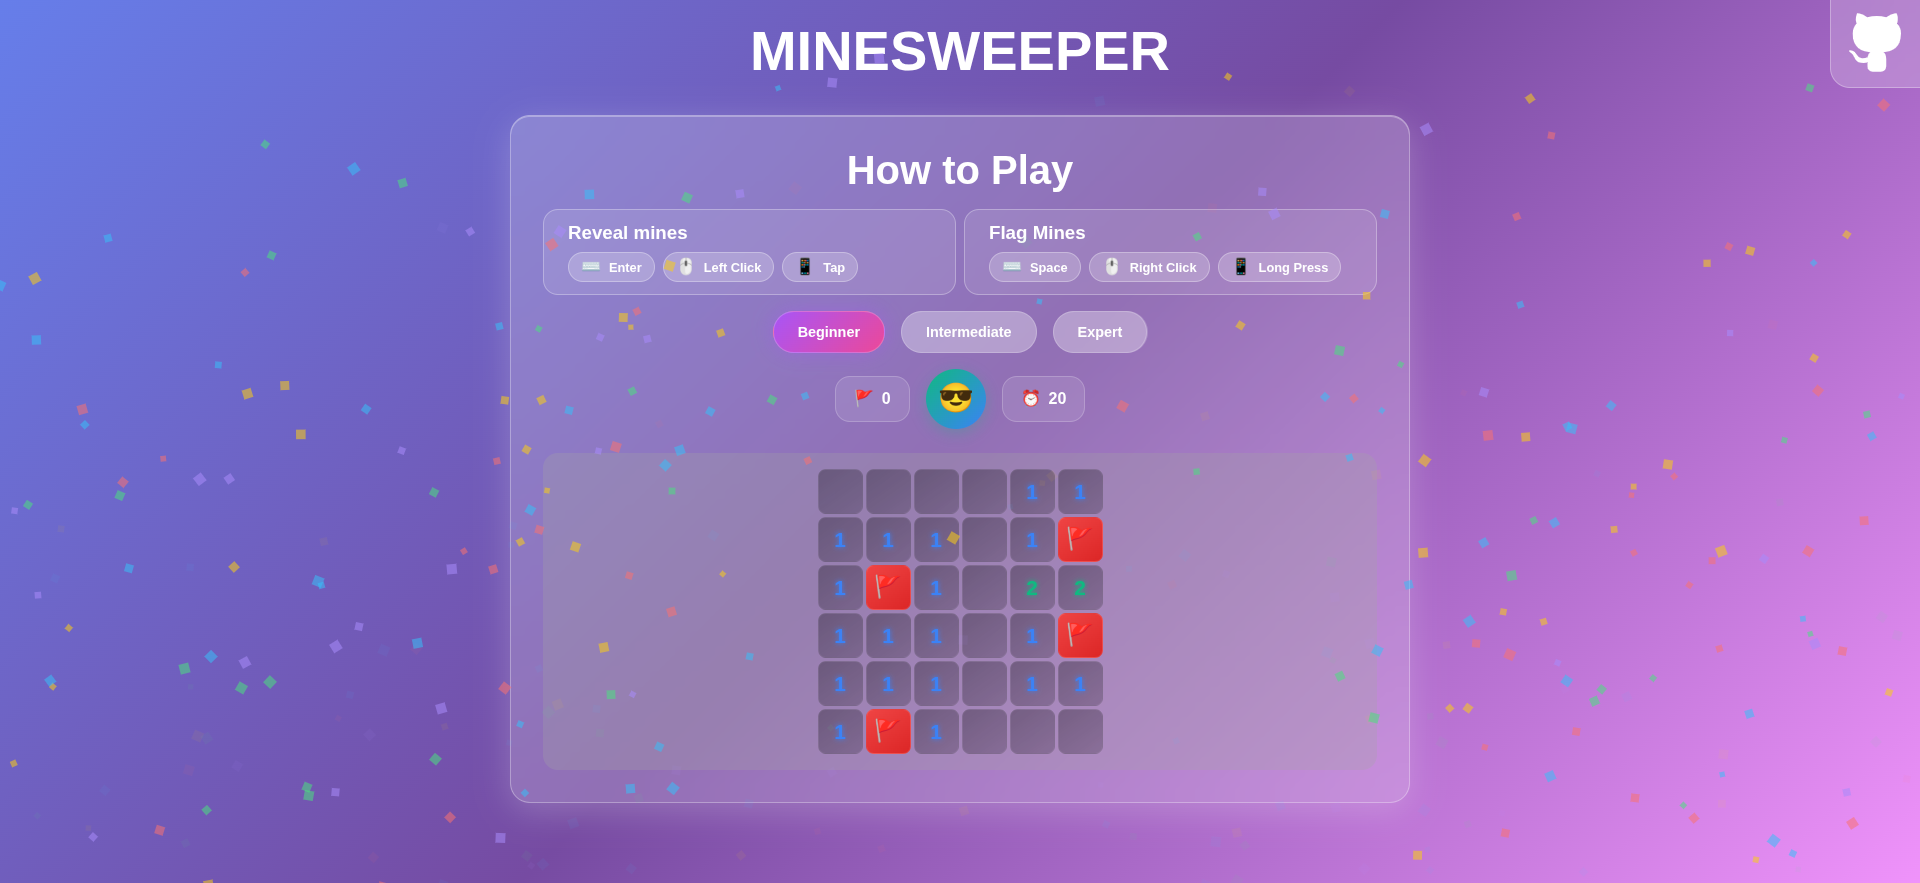 MINESWEEPER
How to Play
Reveal mines
Enter
Left Click
Tap
Flag Mines
Space
Right Click
Long Press
Beginner
Intermediate
Expert
0
20
1 1
1 1 1 1
1 1 2 2
1 1 1 1
1 1 1 1 1
1 1